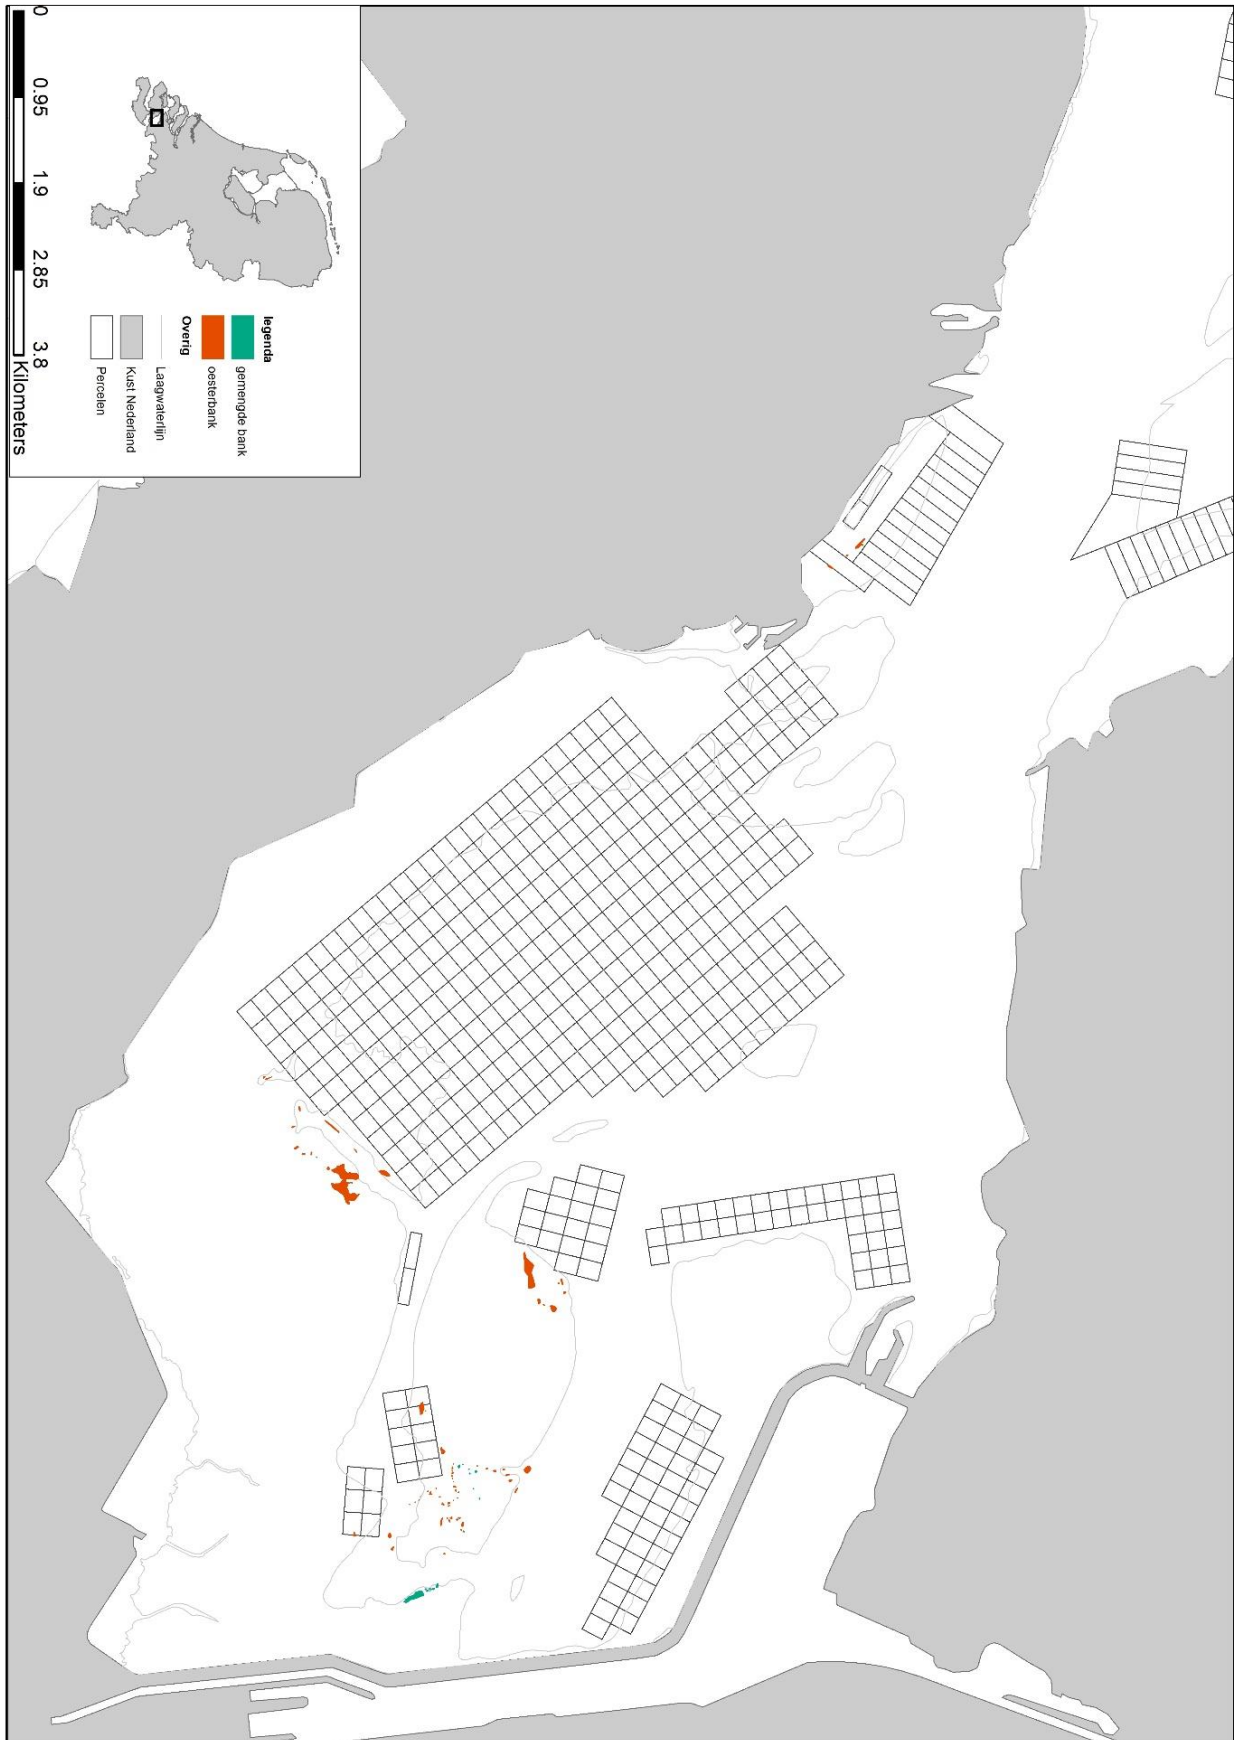 legenda
gemengde bank
oesterbank
Overig
Laagwaterlijn
Kust Nederland
Percelen
0 0.95 1.9 2.85 3.8
Kilometers